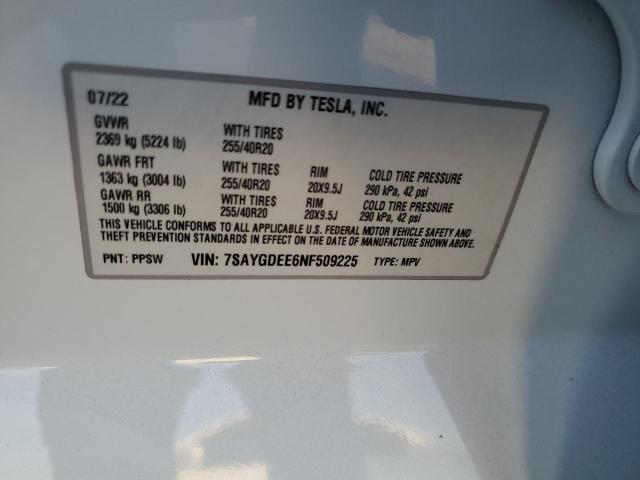 07/22 MFD BY TESLA, INC.
GVWR
2369 kg (5224 lb) WITH TIRES 255/40R20
GAWR FRT
1363 kg (3004 lb) WITH TIRES 255/40R20 RIM 20X9.5J COLD TIRE PRESSURE 290 kPa, 42 psi
GAWR RR
1500 kg (3306 lb) WITH TIRES 255/40R20 RIM 20X9.5J COLD TIRE PRESSURE 290 kPa, 42 psi
THIS VEHICLE CONFORMS TO ALL APPLICABLE U.S. FEDERAL MOTOR VEHICLE SAFETY AND
THEFT PREVENTION STANDARDS IN EFFECT ON THE DATE OF MANUFACTURE SHOWN ABOVE.
PNT: PPSW VIN: 7SAYGDEE6NF509225 TYPE: MPV